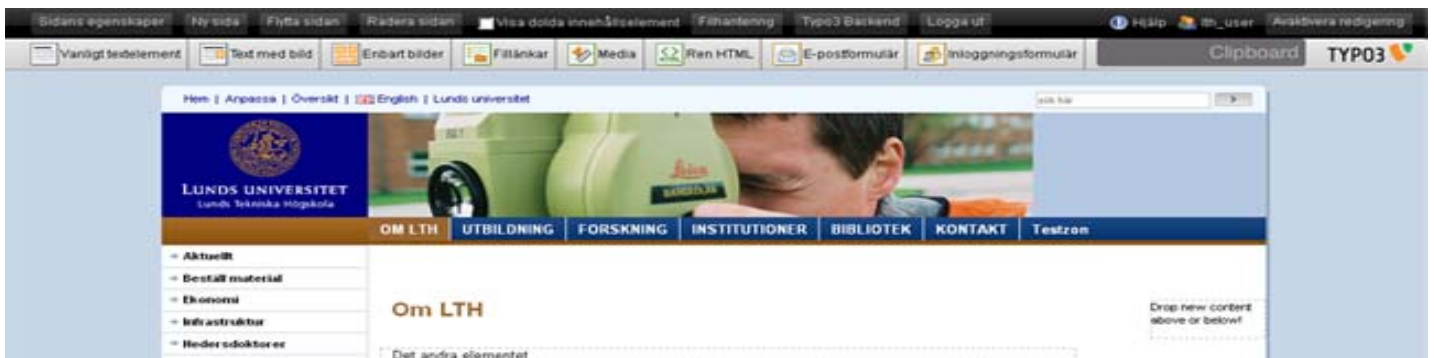 Sidans egenskaper Ny sida Flytta sidan Radera sidan Visa dolda innehållselement Filhantering Typo3 Backend Logga ut Hjälp lth_user Avaktivera redigering
Vanligt textelement Text med bild Enbart bilder Fillänkar Media Ren HTML E-postformulär Inloggningsformulär Clipboard TYPO3
Hem | Anpassa | Översikt | English | Lunds universitet sök här
Leica
LUNDS UNIVERSITET
Lunds Tekniska Högskola
OM LTH UTBILDNING FORSKNING INSTITUTIONER BIBLIOTEK KONTAKT Testzon
Aktuellt
Beställ material
Ekonomi
Infrastruktur
Hedersdoktorer
Om LTH
Drop new content
above or below!
Det andra elementet